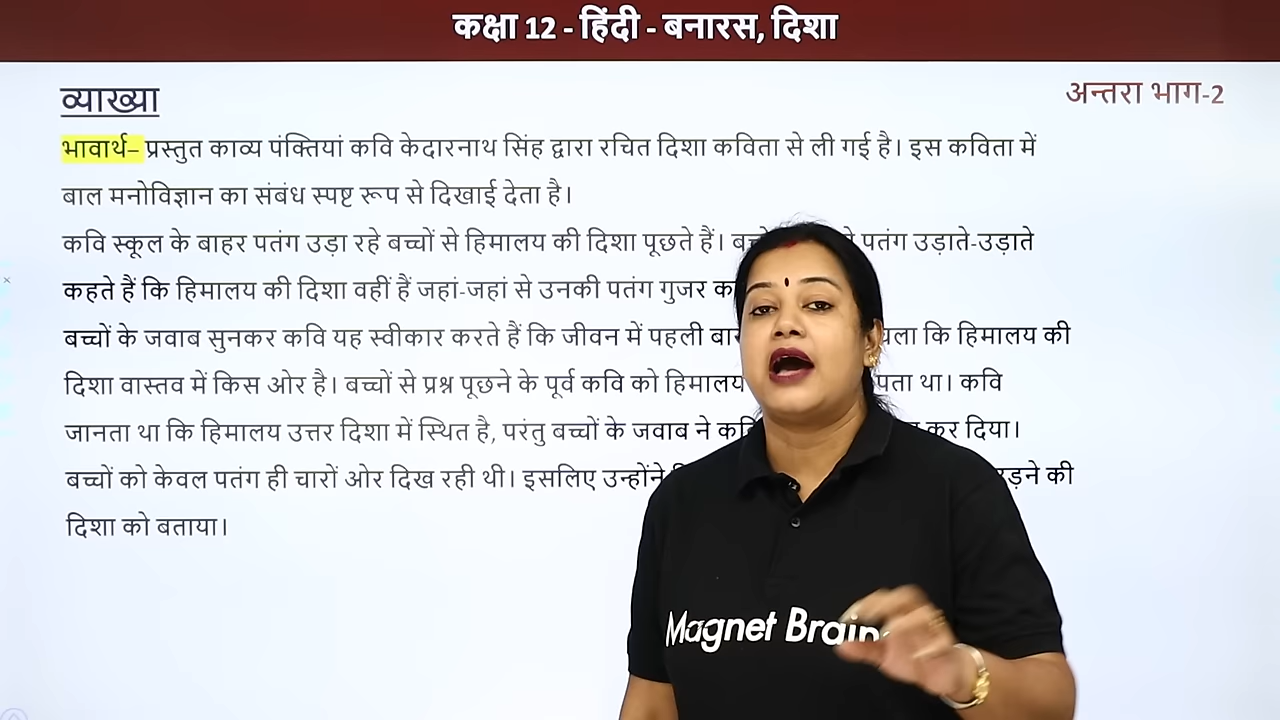 कक्षा 12 - हिंदी - बनारस, दिशा
व्याख्या
अन्तरा भाग-2
भावार्थ– प्रस्तुत काव्य पंक्तियां कवि केदारनाथ सिंह द्वारा रचित दिशा कविता से ली गई है। इस कविता में
बाल मनोविज्ञान का संबंध स्पष्ट रूप से दिखाई देता है।
कवि स्कूल के बाहर पतंग उड़ा रहे बच्चों से हिमालय की दिशा पूछते हैं। पतंग उड़ाते-उड़ाते
कहते हैं कि हिमालय की दिशा वहीं हैं जहां-जहां से उनकी पतंग गुजर
बच्चों के जवाब सुनकर कवि यह स्वीकार करते हैं कि जीवन में पहली कि हिमालय की
दिशा वास्तव में किस ओर है। बच्चों से प्रश्न पूछने के पूर्व कवि को हिमालय पता था। कवि
जानता था कि हिमालय उत्तर दिशा में स्थित है, परंतु बच्चों के जवाब ने कर दिया।
बच्चों को केवल पतंग ही चारों ओर दिख रही थी। इसलिए उन्होंने की
दिशा को बताया।
Magnet